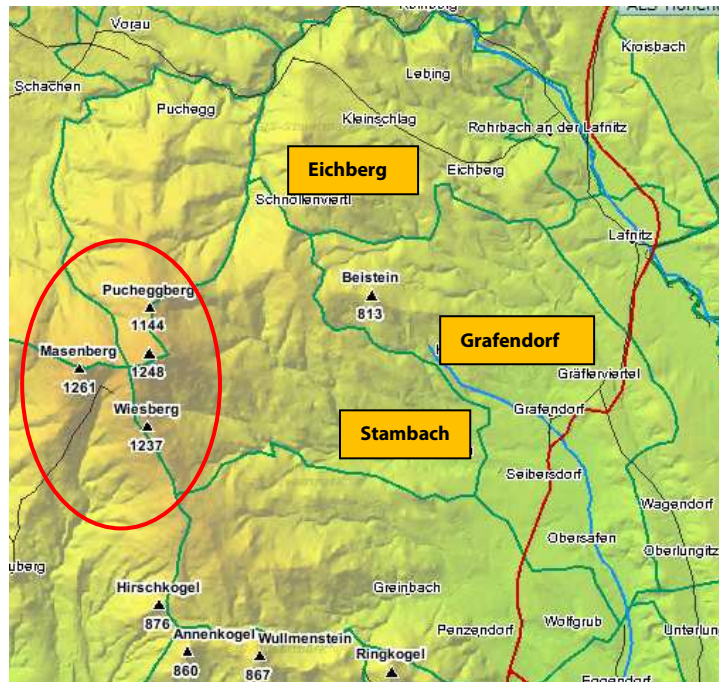 Vorau
Kroisbach
Schachen
Lebing
Puchegg
Kleinschlag
Rohrbach an der Lafnitz
Eichberg
Eichberg
Schnöllenviertl
Lafnitz
Pucheggberg
1144
Beistein
813
Masenberg
1261
1248
Grafendorf
Gräflerviertel
Wiesberg
1237
Grafendorf
Stambach
Seibersdorf
Wagendorf
Obersafen
Oberlungitz
Hirschkogel
876
Greinbach
Annenkogel
860
Wullmenstein
867
Penzendorf
Wolfgrub
Ringkogel